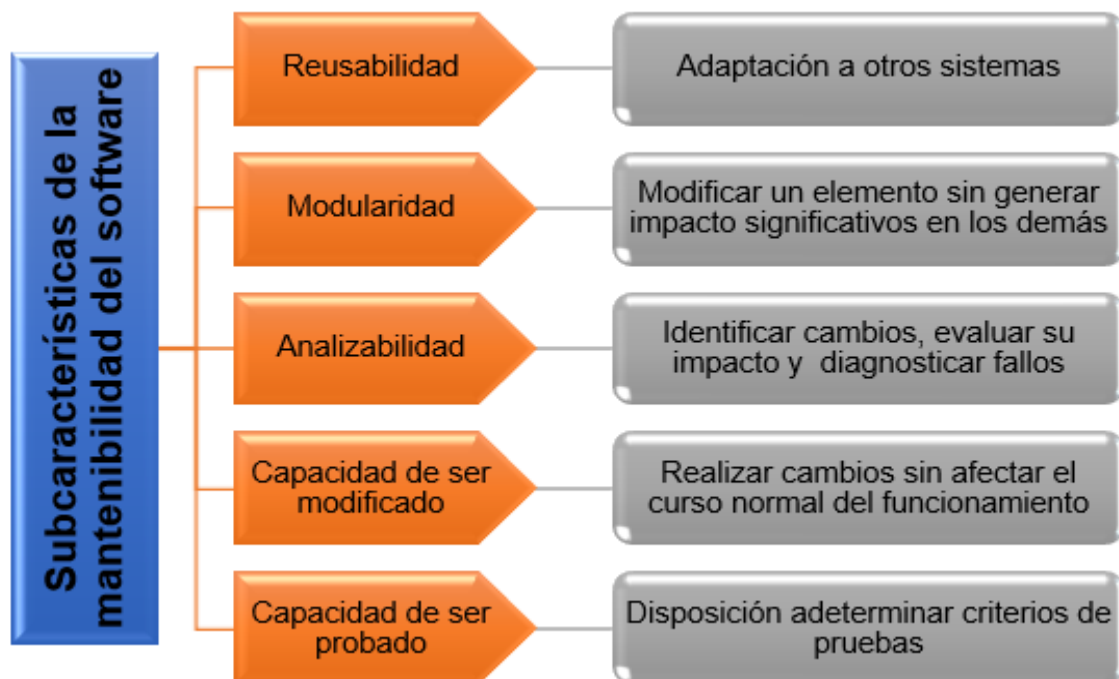 Subcaracterísticas de la
mantenibilidad del software
Reusabilidad
Adaptación a otros sistemas
Modularidad
Modificar un elemento sin generar
impacto significativos en los demás
Analizabilidad
Identificar cambios, evaluar su
impacto y diagnosticar fallos
Capacidad de ser
modificado
Realizar cambios sin afectar el
curso normal del funcionamiento
Capacidad de ser
probado
Disposición adeterminar criterios de
pruebas